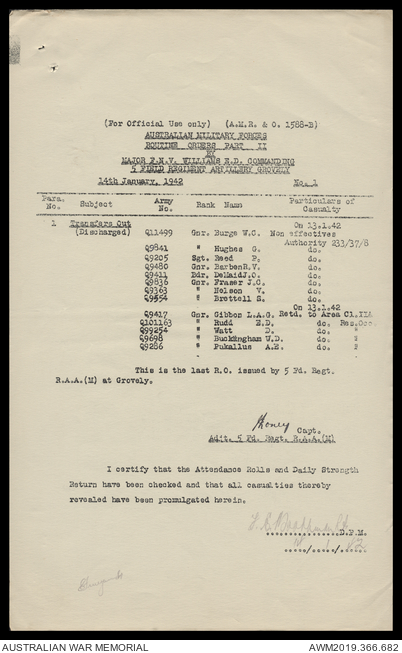 (For Official Use only) (A.M.R. & O. 1588-B)
AUSTRALIAN MILITARY FORCES
ROUTINE ORDERS PART II
BY
MAJOR F.N.V. WILLIAMS E.D. COMMANDING
5 FIELD REGIMENT ARTILLERY GROVELY
14th January, 1942 No. 1
Para. No. Subject Army No. Rank Name Particulars of Casualty
1 Transfers Out On 13.1.42
(Discharged) Q11499 Gnr. Burge W.C. Non effectives
Authority 233/37/8
Q9841 " Hughes G. do.
Q9205 Sgt. Reed P. do.
Q9480 Gnr. Barben R.V. do.
Q9411 Bdr. DeHaid J.O. do.
Q9836 Gnr. Fraser J.C. do.
Q9363 " Nelson V. do.
Q9554 " Brettell S. do.
On 13.1.42
Q9417 Gnr. Gibbon L.A.G. Retd. to Area Cl.IIA
Q101163 " Rudd E.D. do. Res.Occ.
Q99254 " Watt D. do. "
Q9698 " Buckingham W.D. do. "
Q9286 " Pukallus A.E. do. "
This is the last R.O. issued by 5 Fd. Regt.
R.A.A.(M) at Grovely.
Capt.
Adjt. 5 Fd. Regt. R.A.A.(M)
I certify that the Attendance Rolls and Daily Strength
Return have been checked and that all casualties thereby
revealed have been promulgated herein.
D.P.M.
AUSTRALIAN WAR MEMORIAL AWM2019.366.682